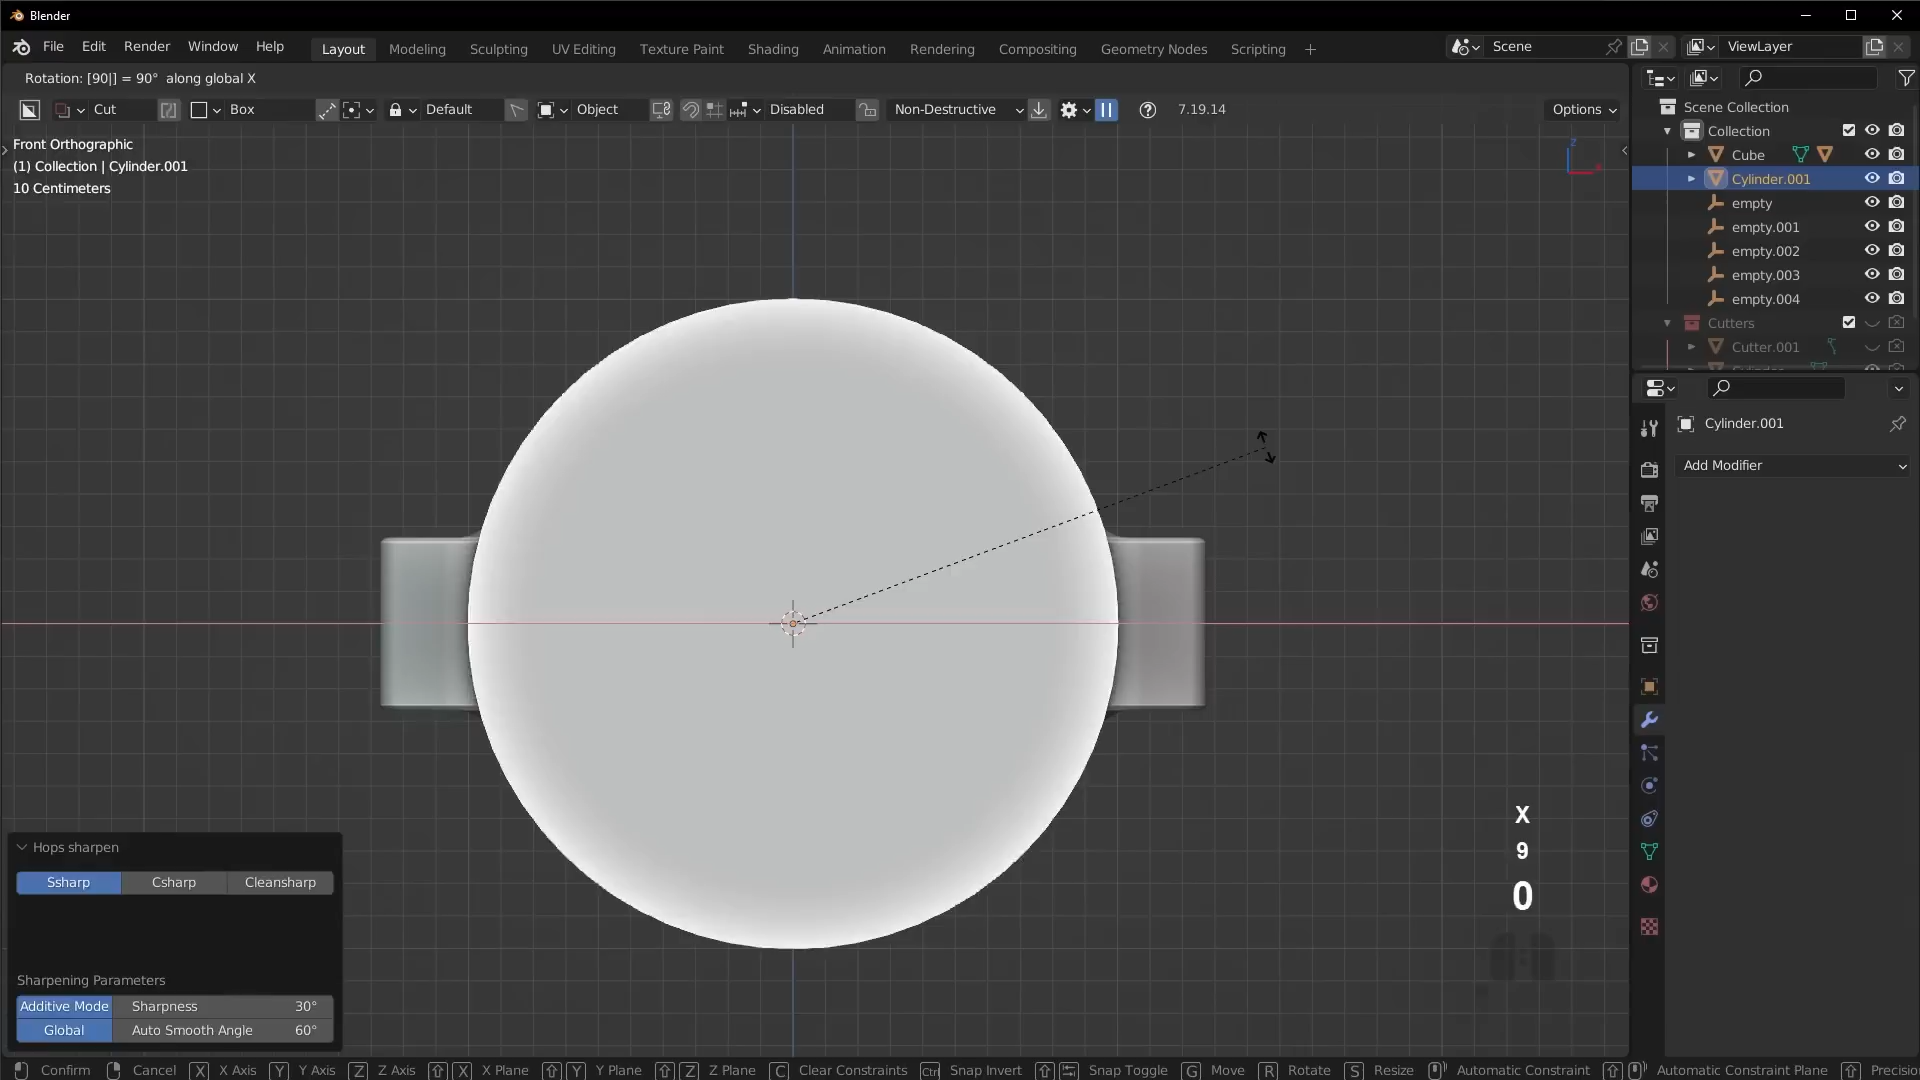 Blender
File Edit Render Window Help
Layout Modeling Sculpting UV Editing Texture Paint Shading Animation Rendering Compositing Geometry Nodes Scripting +
Scene
ViewLayer
Rotation: [90|] = 90° along global X
Cut
Box
Default
Object
Disabled
Non-Destructive
7.19.14
Options
Front Orthographic
(1) Collection | Cylinder.001
10 Centimeters
Z
Scene Collection
Collection
Cube
Cylinder.001
empty
empty.001
empty.002
empty.003
empty.004
Cutters
Cutter.001
Cylinder
Cylinder.001
Add Modifier
X
9
0
Hops sharpen
Ssharp Csharp Cleansharp
Sharpening Parameters
Additive Mode Sharpness 30°
Global Auto Smooth Angle 60°
Confirm Cancel X X Axis Y Y Axis Z Z Axis X X Plane Y Y Plane Z Z Plane C Clear Constraints Ctrl Snap Invert Snap Toggle G Move R Rotate S Resize Automatic Constraint Automatic Constraint Plane Precisio